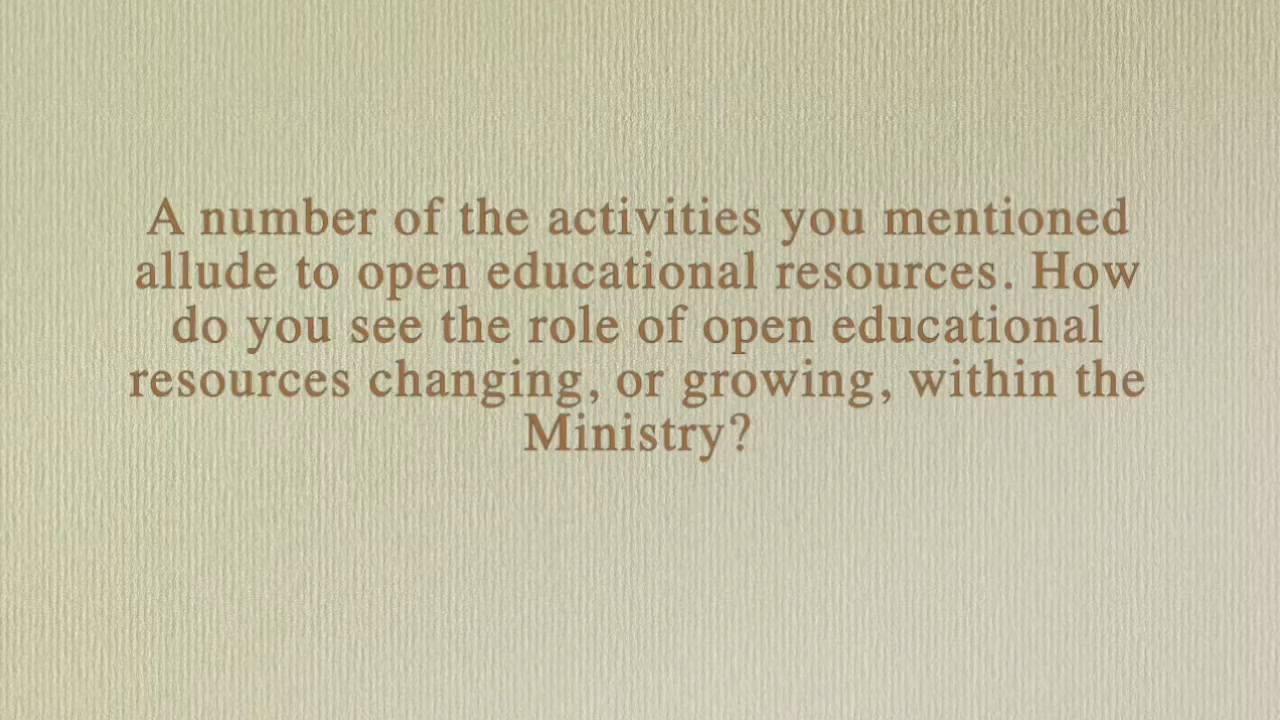 A number of the activities you mentioned
allude to open educational resources. How
do you see the role of open educational
resources changing, or growing, within the
Ministry?